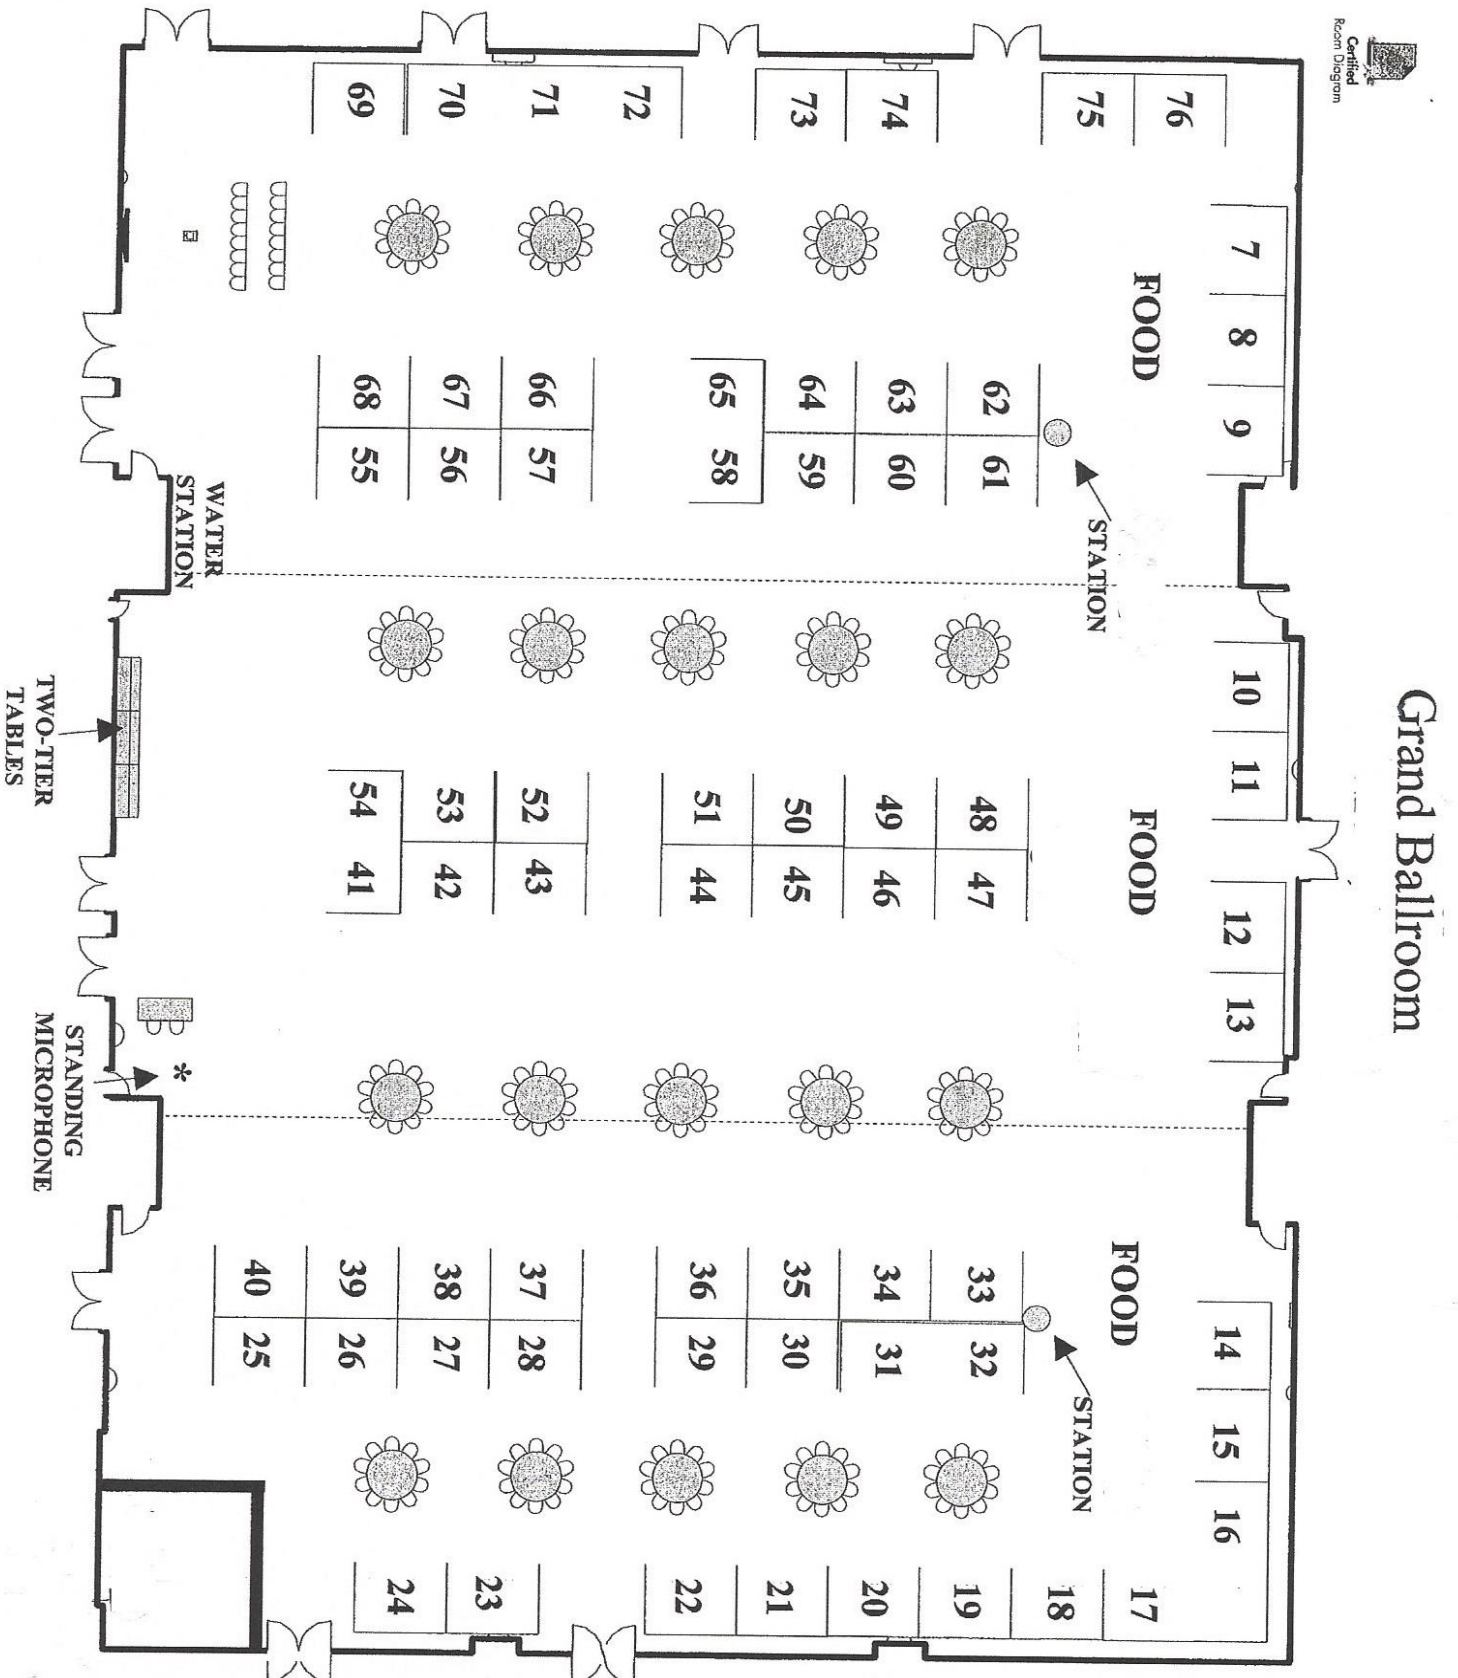 Grand Ballroom
Certified
Room Diagram
7 8 9 10 11 12 13 14 15 16
76
FOOD FOOD FOOD
17
75
STATION STATION
18
62 61 48 47 33 32 19
74 63 60 49 46 34 31 20
73 64 59 50 45 35 30 21
65 58 51 44 36 29 22
72
71 66 57 52 43 37 28 23
70 67 56 53 42 38 27 24
69 68 55 54 41 39 26
40 25
WATER
STATION
*
TWO-TIER
TABLES
STANDING
MICROPHONE